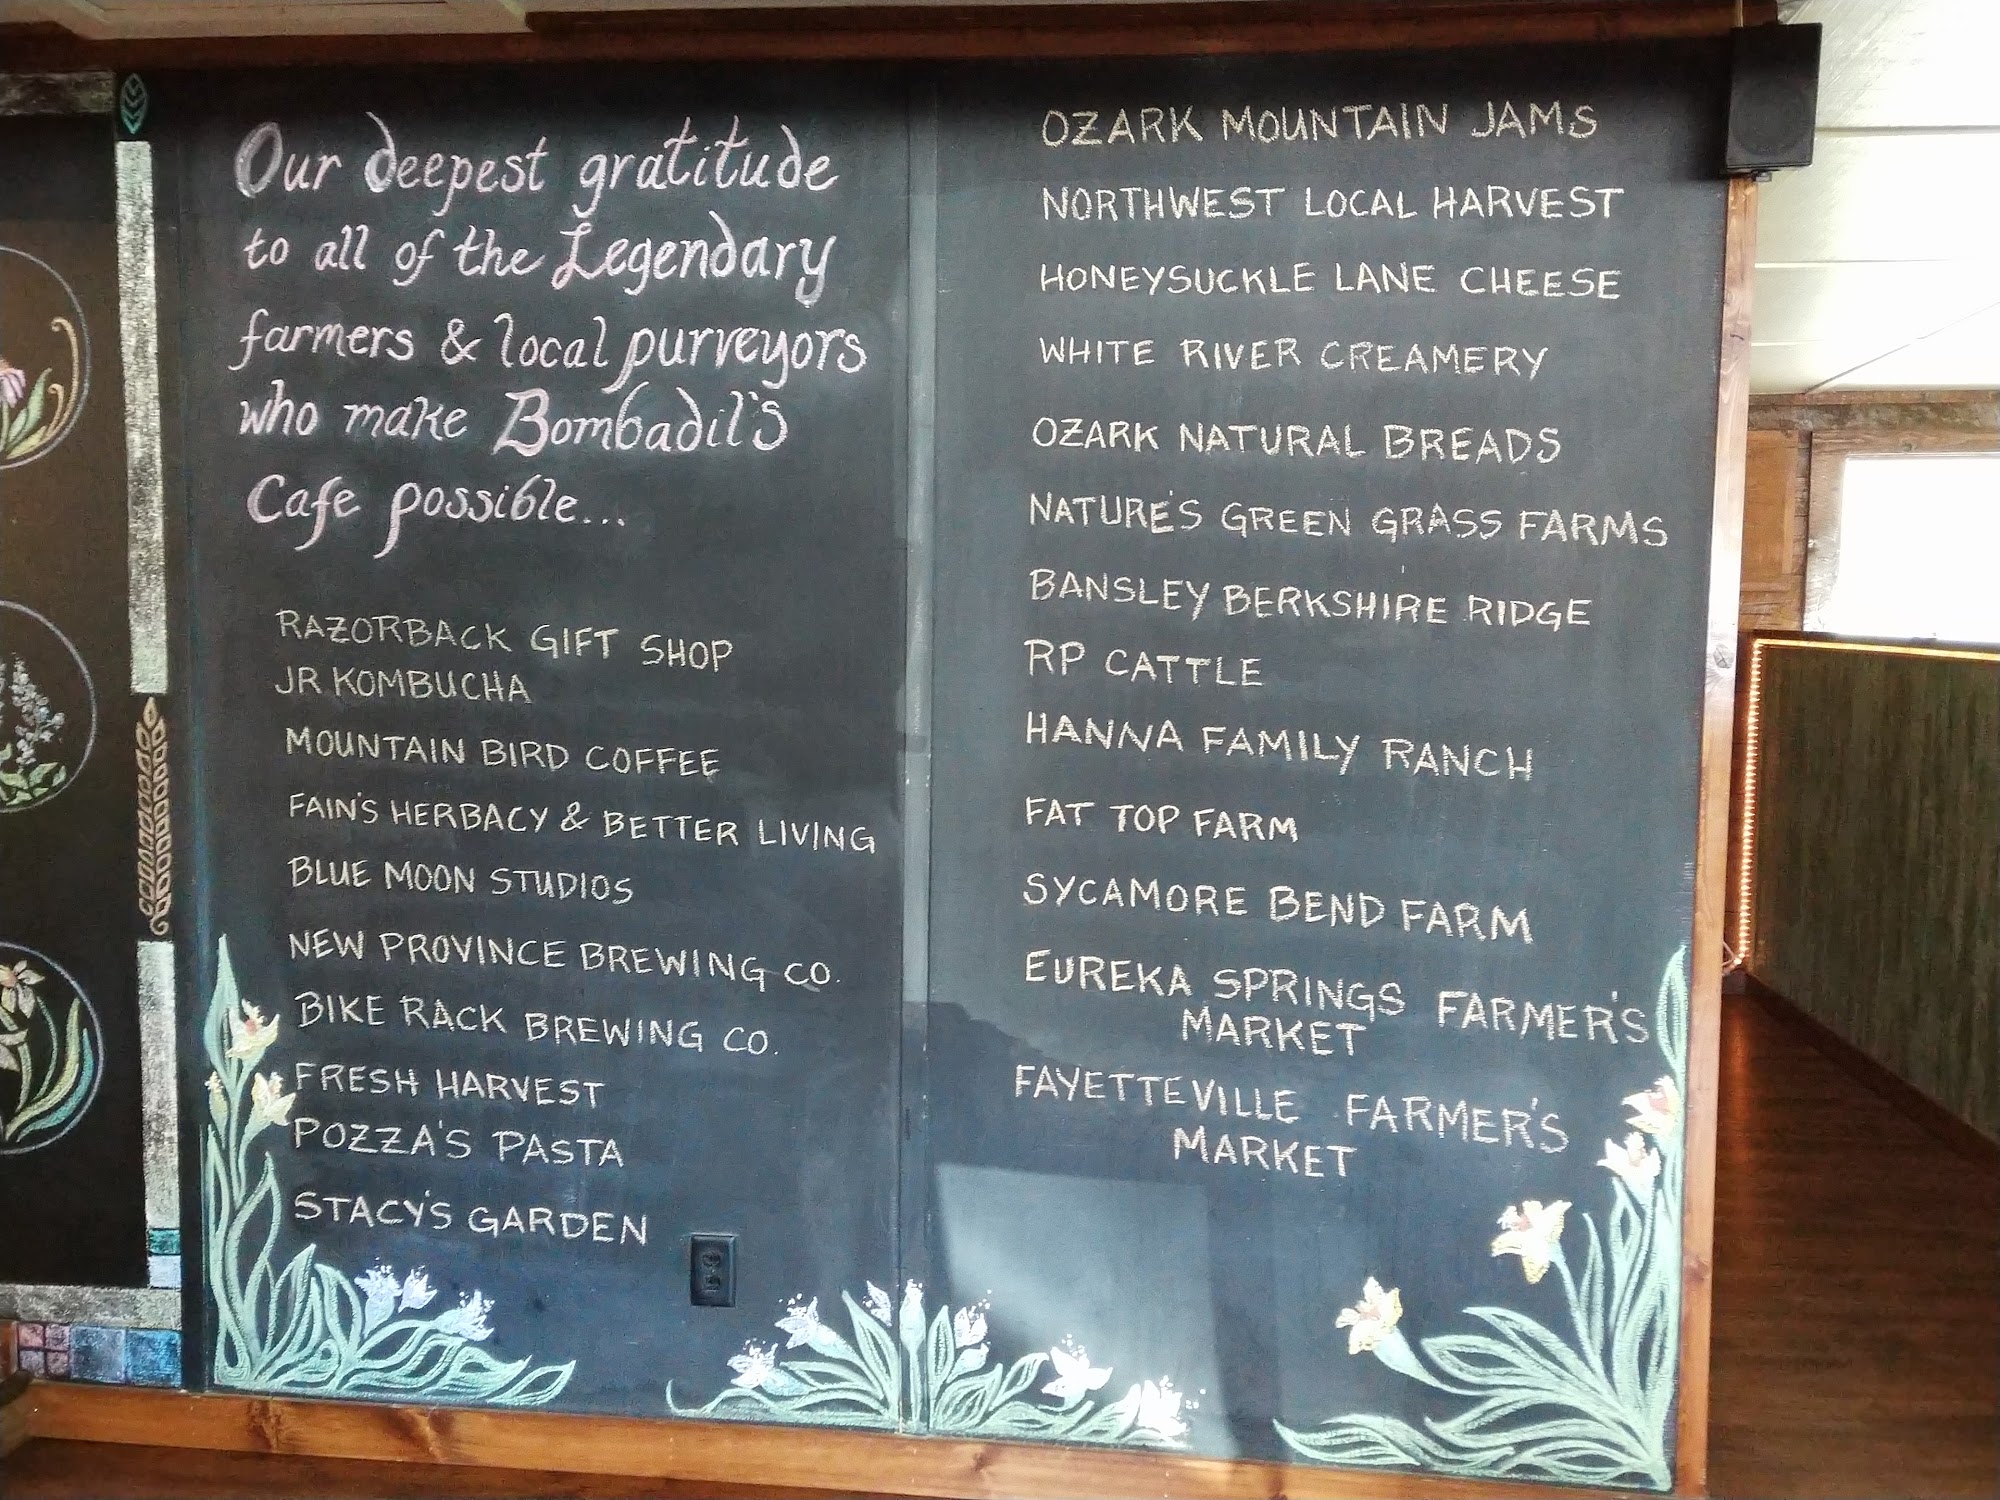 Our deepest gratitude
to all of the Legendary
farmers & local purveyors
who make Bombadil's
Cafe possible...
RAZORBACK GIFT SHOP
JR KOMBUCHA
MOUNTAIN BIRD COFFEE
FAIN'S HERBACY & BETTER LIVING
BLUE MOON STUDIOS
NEW PROVINCE BREWING CO.
BIKE RACK BREWING CO.
FRESH HARVEST
POZZA'S PASTA
STACY'S GARDEN
OZARK MOUNTAIN JAMS
NORTHWEST LOCAL HARVEST
HONEYSUCKLE LANE CHEESE
WHITE RIVER CREAMERY
OZARK NATURAL BREADS
NATURE'S GREEN GRASS FARMS
BANSLEY BERKSHIRE RIDGE
RP CATTLE
HANNA FAMILY RANCH
FAT TOP FARM
SYCAMORE BEND FARM
EUREKA SPRINGS FARMER'S
MARKET
FAYETTEVILLE FARMER'S
MARKET